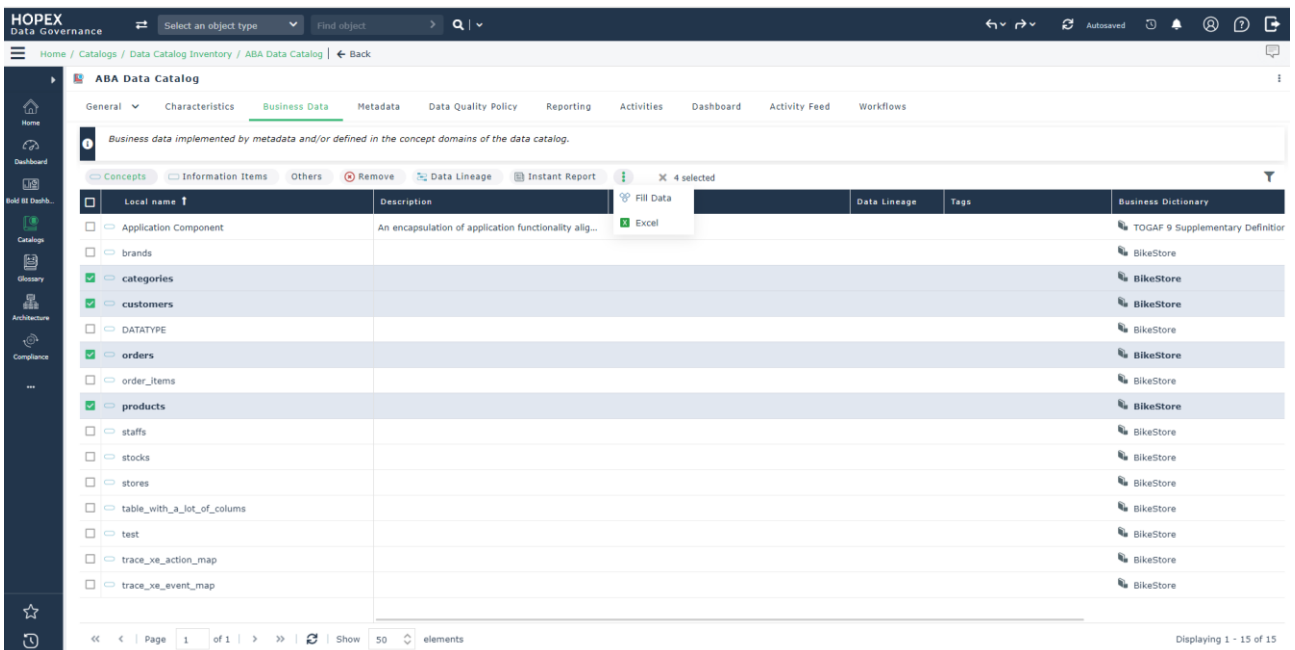 HOPEX
Data Governance
Select an object type
Find object
Autosaved
Home / Catalogs / Data Catalog Inventory / ABA Data Catalog Back
ABA Data Catalog
General Characteristics Business Data Metadata Data Quality Policy Reporting Activities Dashboard Activity Feed Workflows
Business data implemented by metadata and/or defined in the concept domains of the data catalog.
Concepts Information Items Others Remove Data Lineage Instant Report 4 selected
Fill Data
Excel
Local name Description Data Lineage Tags Business Dictionary
Application Component An encapsulation of application functionality alig... TOGAF 9 Supplementary Definition
brands BikeStore
categories BikeStore
customers BikeStore
DATATYPE BikeStore
orders BikeStore
order_items BikeStore
products BikeStore
staffs BikeStore
stocks BikeStore
stores BikeStore
table_with_a_lot_of_colums BikeStore
test BikeStore
trace_xe_action_map BikeStore
trace_xe_event_map BikeStore
Home
Dashboard
Bold BI Dashb...
Catalogs
Glossary
Architecture
Compliance
...
Page 1 of 1 Show 50 elements Displaying 1 - 15 of 15